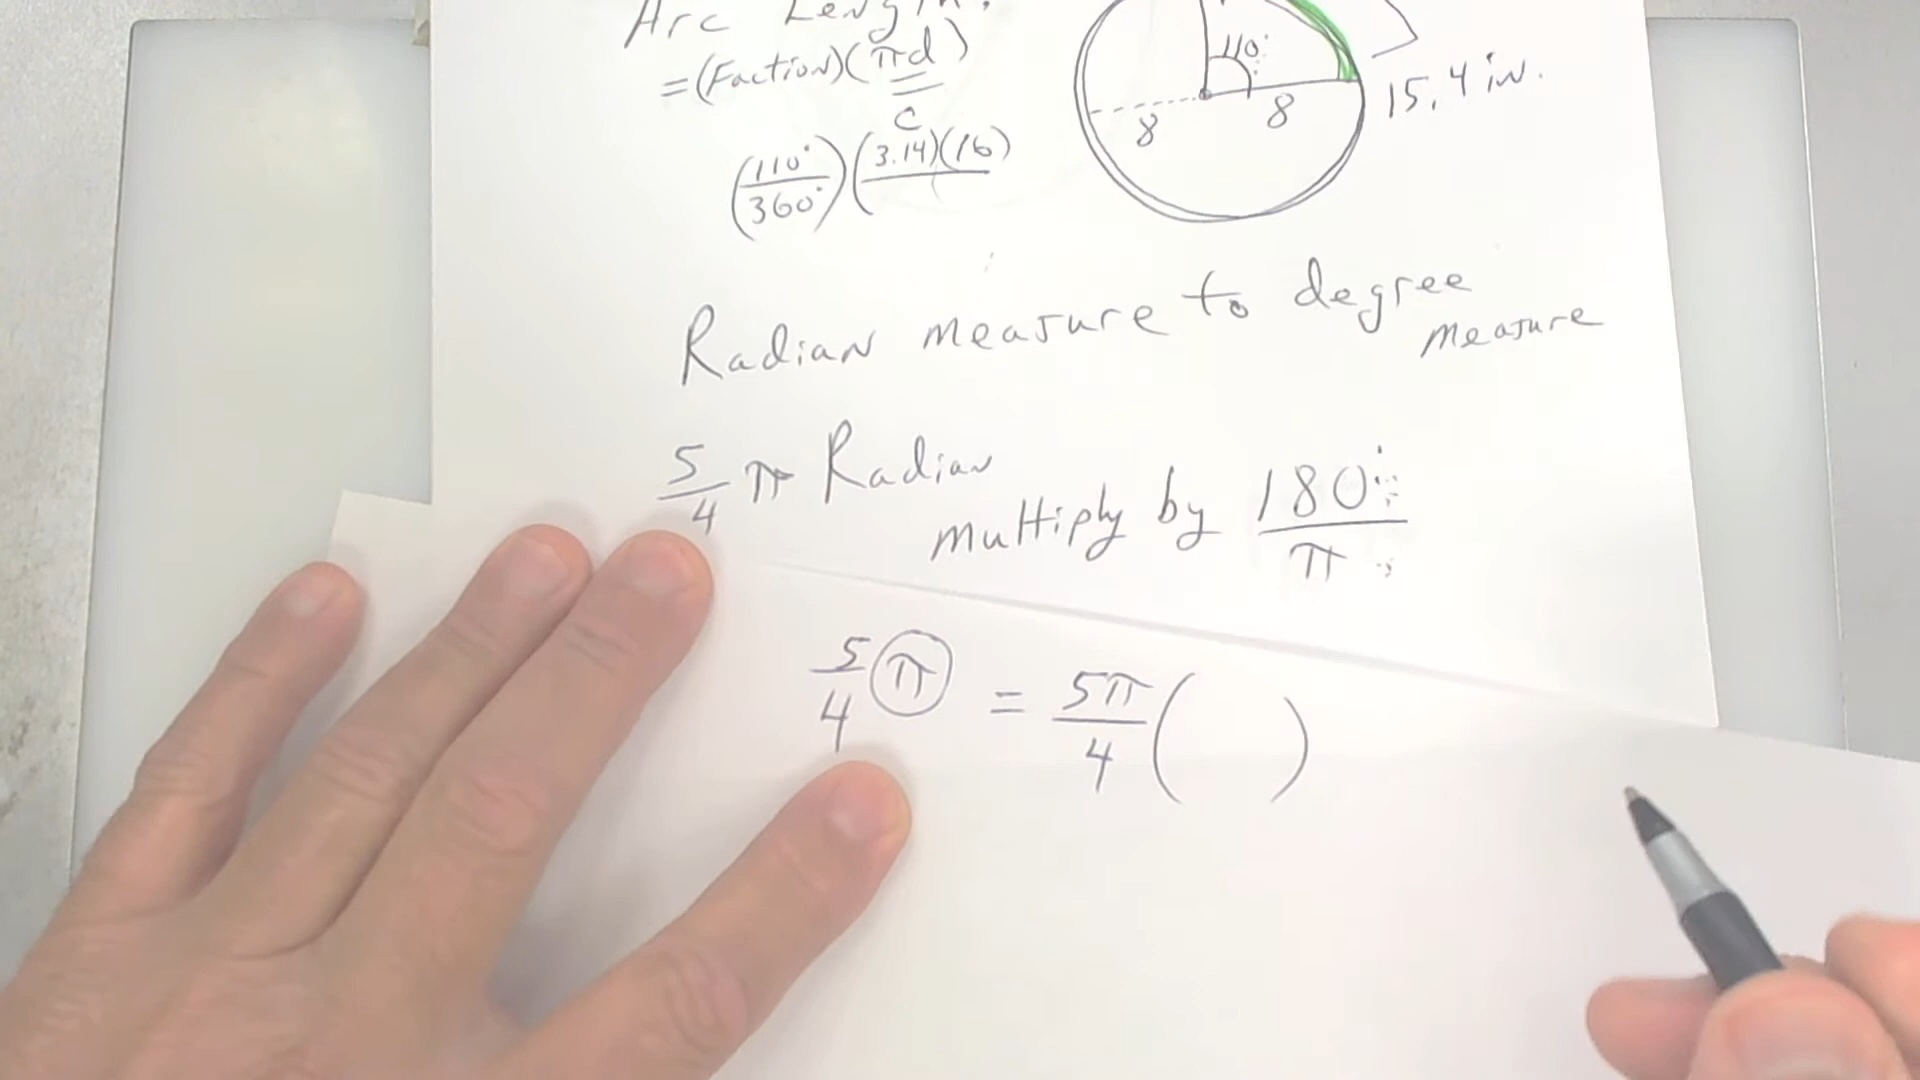 Arc Length:
=(Faction)(πd)
C
(110°/360°)(3.14)(16)
110°
8
8
15.4 in.
Radian measure to degree
measure
5/4 π Radian
multiply by 180°/π
5/4 π = 5π/4 ( )